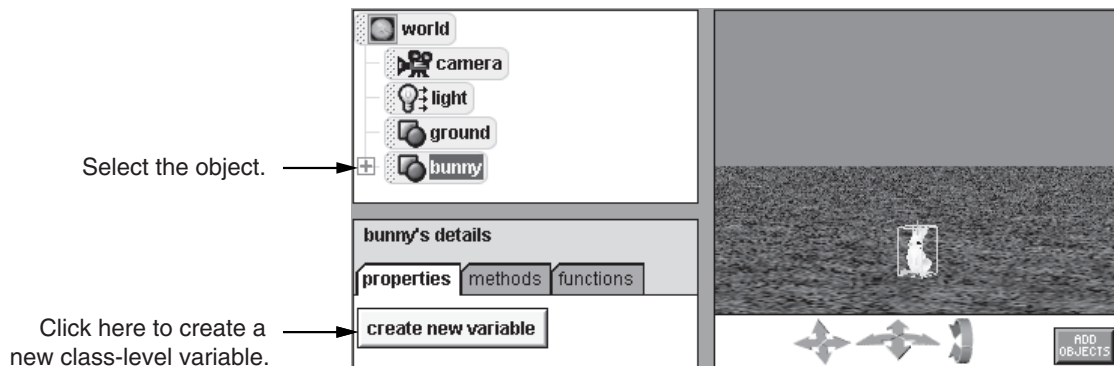 world
camera
light
ground
Select the object.
bunny
bunny's details
properties methods functions
Click here to create a
new class-level variable.
create new variable
ADD
OBJECTS